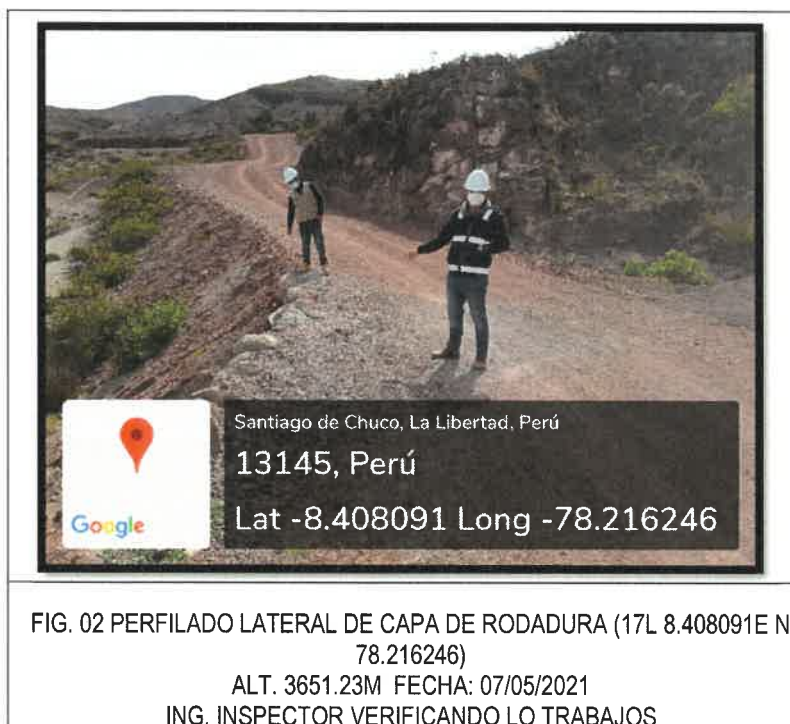 Santiago de Chuco, La Libertad, Perú
13145, Perú
Google
Lat -8.408091 Long -78.216246
FIG. 02 PERFILADO LATERAL DE CAPA DE RODADURA (17L 8.408091E N
78.216246)
ALT. 3651.23M FECHA: 07/05/2021
ING. INSPECTOR VERIFICANDO LO TRABAJOS